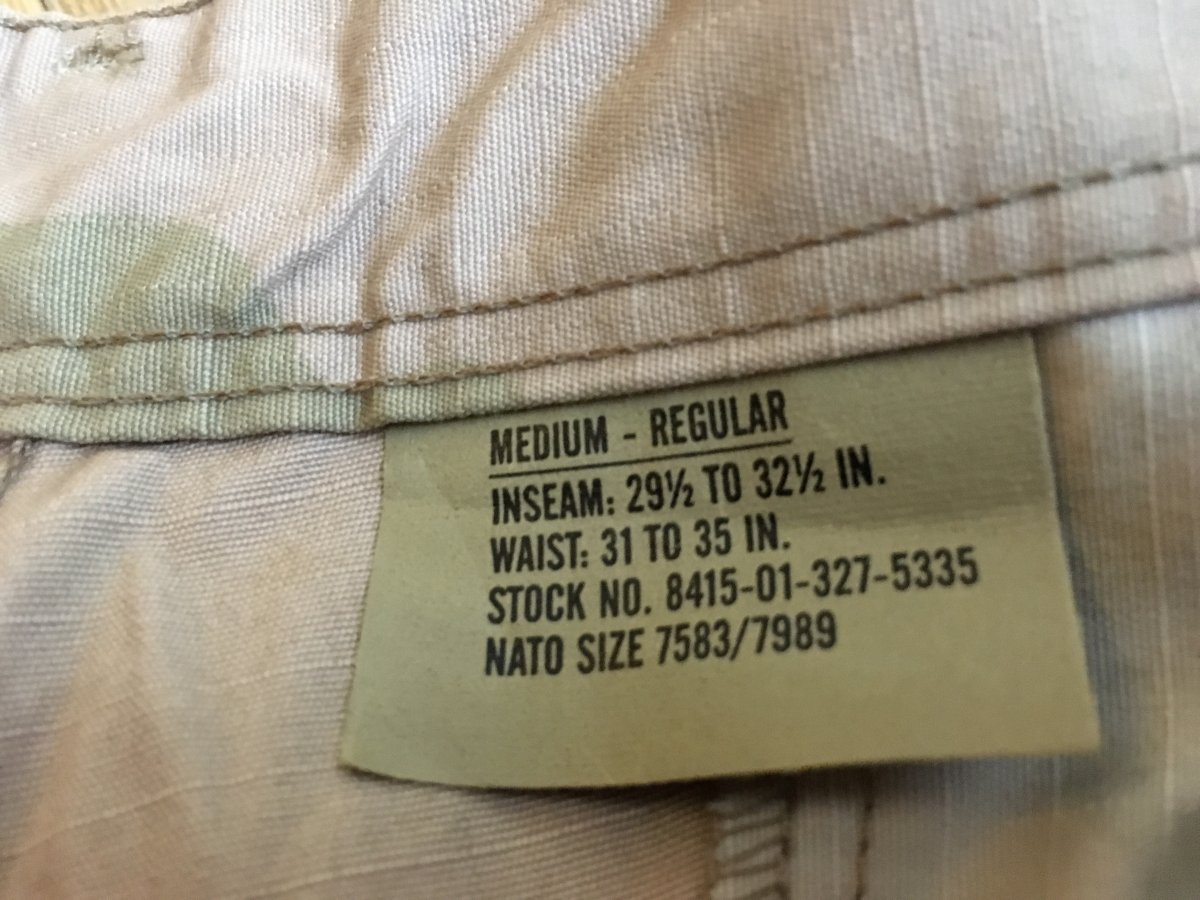 MEDIUM - REGULAR
INSEAM: 29½ TO 32½ IN.
WAIST: 31 TO 35 IN.
STOCK NO. 8415-01-327-5335
NATO SIZE 7583/7989